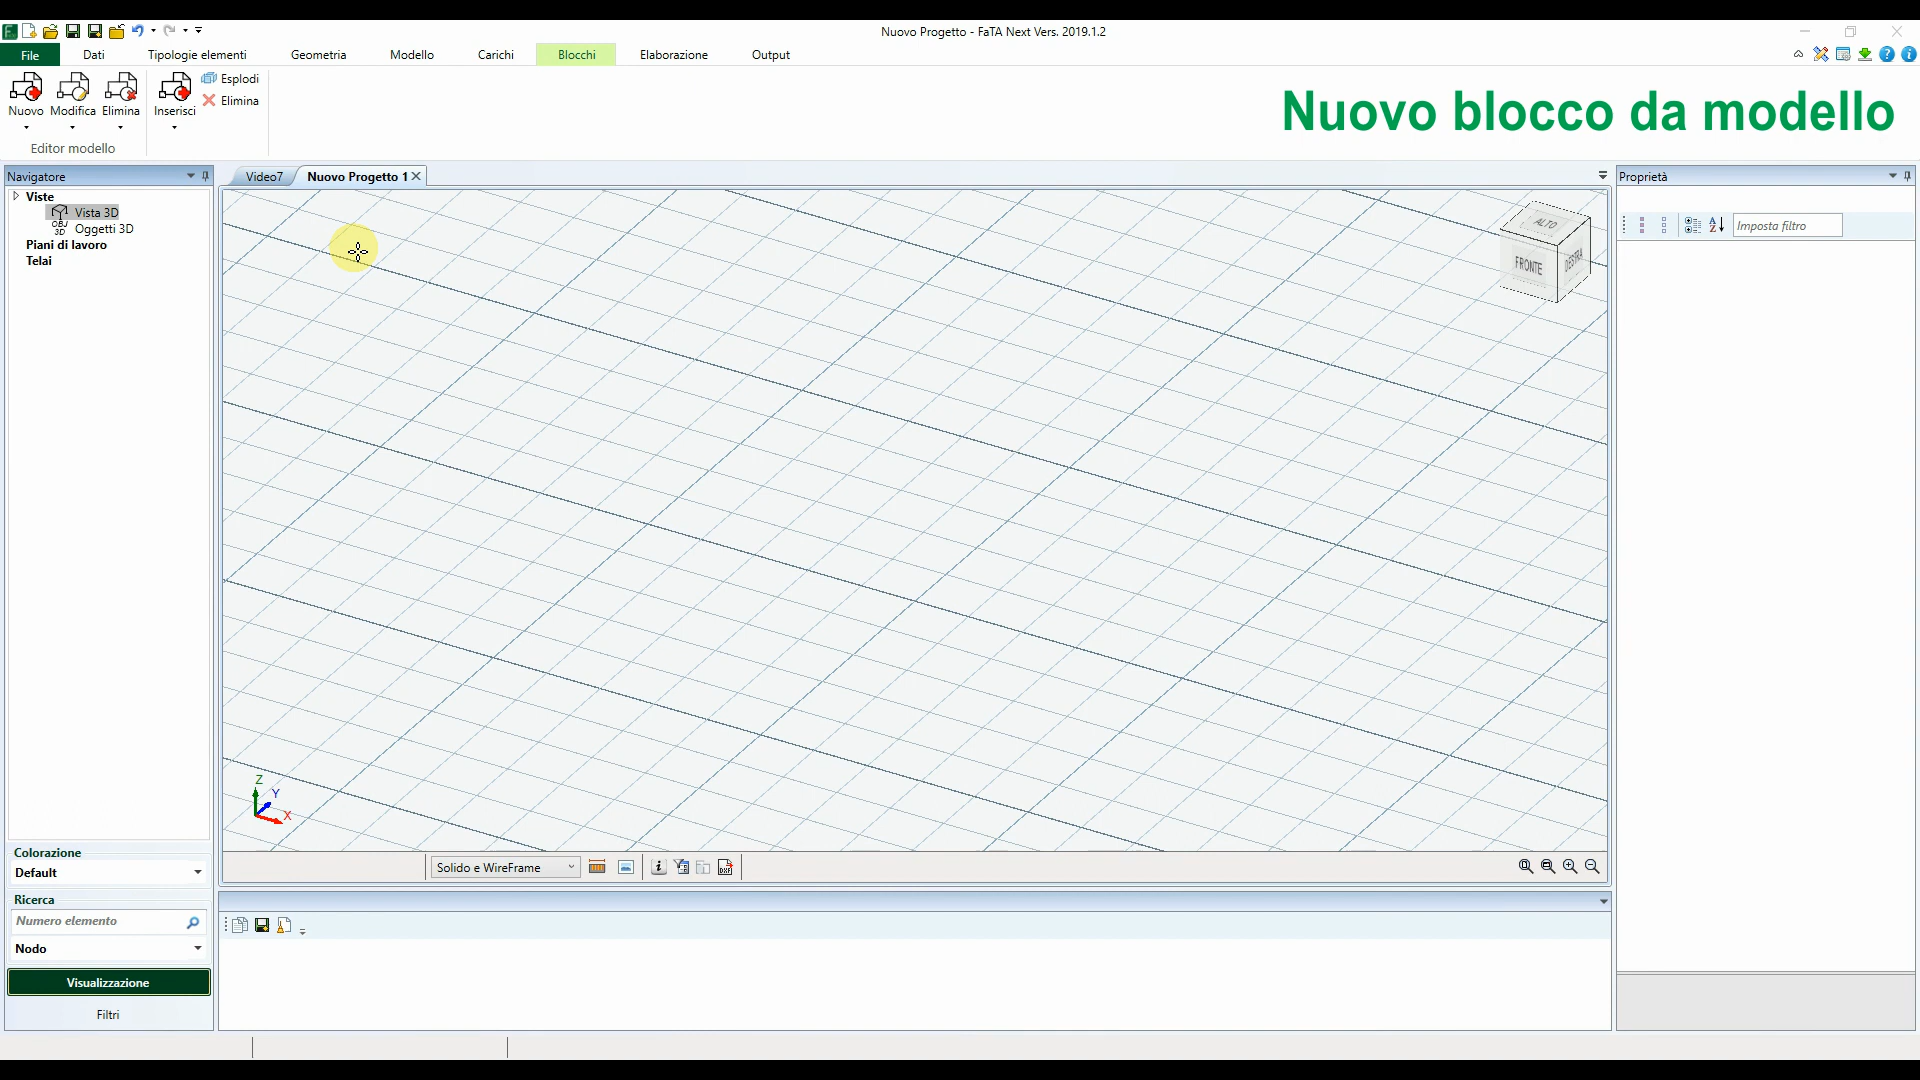 Nuovo Progetto - FaTA Next Vers. 2019.1.2
File Dati Tipologie elementi Geometria Modello Carichi Blocchi Elaborazione Output
Nuovo Modifica Elimina Inserisci Esplodi
Elimina
Editor modello
Nuovo blocco da modello
Navigatore
Video7 Nuovo Progetto 1
Proprietà
Viste
Vista 3D
OBJ 3D Oggetti 3D
Piani di lavoro
Telai
Imposta filtro
ALTO
FRONTE
DESTRA
Z
Y
X
Colorazione
Default
Solido e WireFrame
DXF
Ricerca
Numero elemento
Nodo
Visualizzazione
Filtri